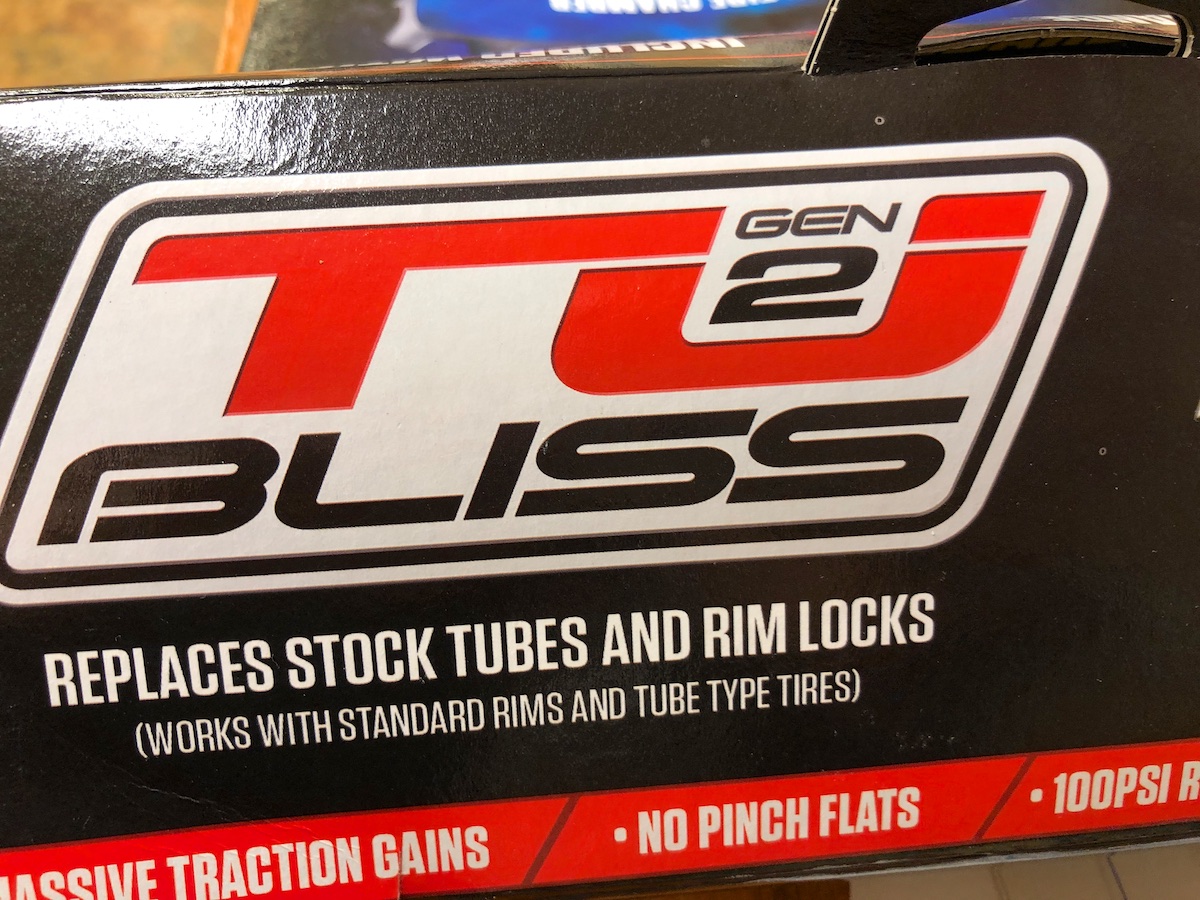 INCLUDED
TU
GEN
2
BLISS
REPLACES STOCK TUBES AND RIM LOCKS
(WORKS WITH STANDARD RIMS AND TUBE TYPE TIRES)
MASSIVE TRACTION GAINS
• NO PINCH FLATS
• 100PSI